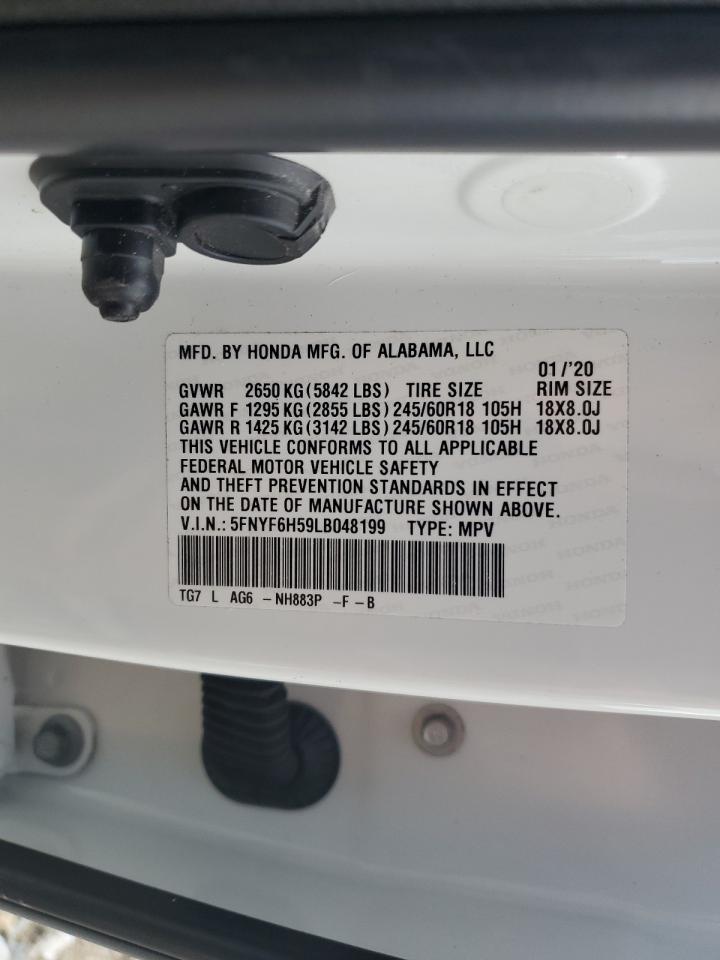 MFD. BY HONDA MFG. OF ALABAMA, LLC
01/'20
GVWR 2650 KG (5842 LBS) TIRE SIZE RIM SIZE
GAWR F 1295 KG (2855 LBS) 245/60R18 105H 18X8.0J
GAWR R 1425 KG (3142 LBS) 245/60R18 105H 18X8.0J
THIS VEHICLE CONFORMS TO ALL APPLICABLE
FEDERAL MOTOR VEHICLE SAFETY
AND THEFT PREVENTION STANDARDS IN EFFECT
ON THE DATE OF MANUFACTURE SHOWN ABOVE.
V.I.N.: 5FNYF6H59LB048199 TYPE: MPV
TG7 L AG6 -NH883P -F -B